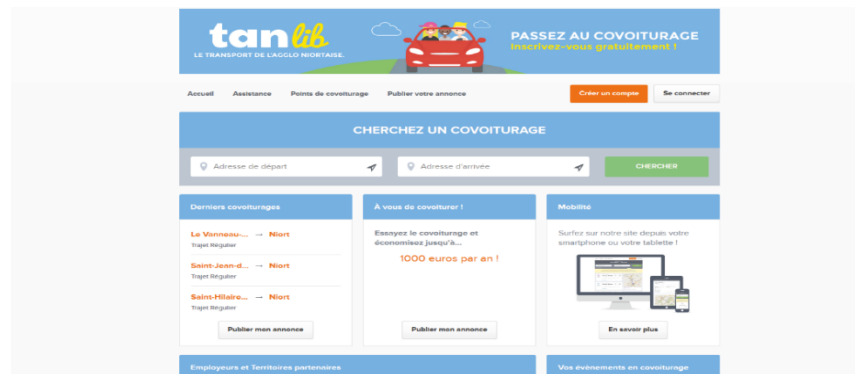 tanlib
LE TRANSPORT DE L'AGGLO NIORTAISE.
PASSEZ AU COVOITURAGE
Inscrivez-vous gratuitement !
Accueil Assistance Points de covoiturage Publier votre annonce Créer un compte Se connecter
CHERCHEZ UN COVOITURAGE
Adresse de départ Adresse d'arrivée CHERCHER
Derniers covoiturages
Le Vanneau-... → Niort
Trajet Régulier
Saint-Jean-d... → Niort
Trajet Régulier
Saint-Hilaire... → Niort
Trajet Régulier
Publier mon annonce
À vous de covoiturer !
Essayez le covoiturage et
économisez jusqu'à...
1000 euros par an !
Publier mon annonce
Mobilité
Surfez sur notre site depuis votre
smartphone ou votre tablette !
En savoir plus
Employeurs et Territoires partenaires
Vos évènements en covoiturage